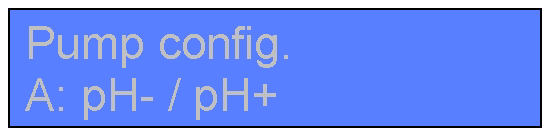 Pump config.
A: pH- / pH+